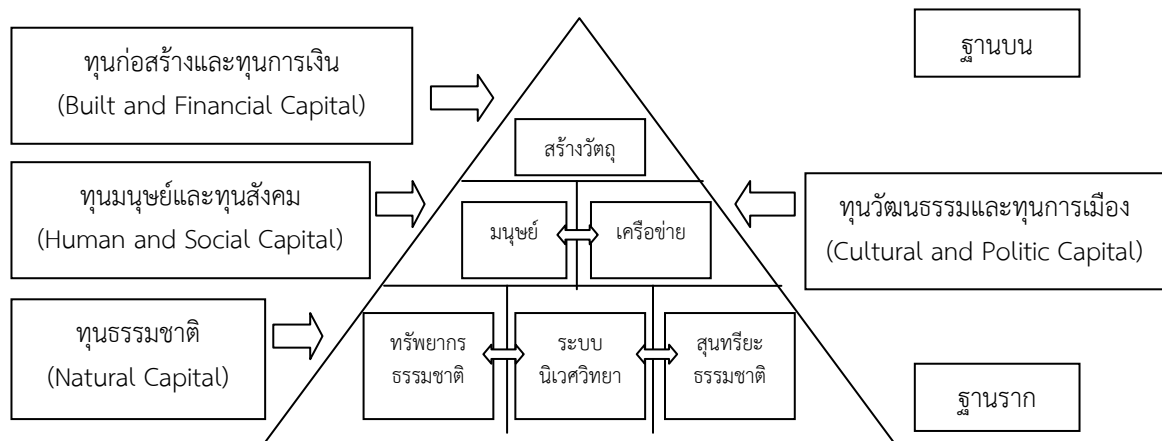 ทุนก่อสร้างและทุนการเงิน
(Built and Financial Capital)
ฐานบน
สร้างวัตถุ
ทุนมนุษย์และทุนสังคม
(Human and Social Capital)
มนุษย์
เครือข่าย
ทุนวัฒนธรรมและทุนการเมือง
(Cultural and Politic Capital)
ทุนธรรมชาติ
(Natural Capital)
ทรัพยากร
ธรรมชาติ
ระบบ
นิเวศวิทยา
สุนทรียะ
ธรรมชาติ
ฐานราก